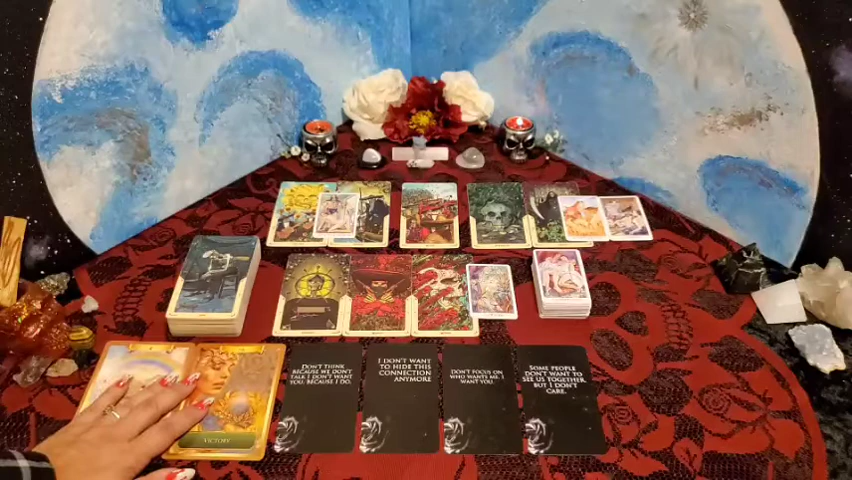 DON'T THINK
BECAUSE WE DON'T
TALK I DON'T WANT
YOU, BECAUSE I DO.
I DON'T WANT
TO HIDE THIS
CONNECTION
ANYMORE
DON'T FOCUS ON
WHO WANTS ME, I
WANT YOU.
SOME PEOPLE
DON'T WANT TO
SEE US TOGETHER,
BUT I DON'T
CARE.
VICTORY